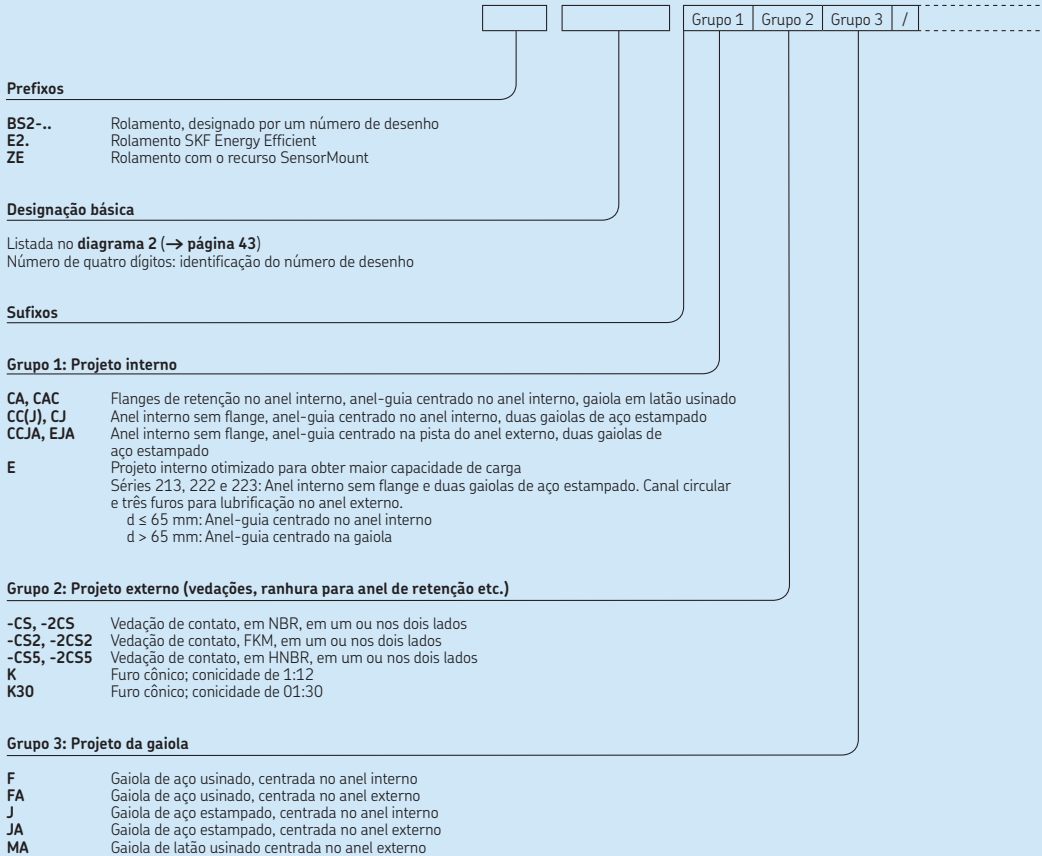 Grupo 1 Grupo 2 Grupo 3 /
Prefixos
BS2-.. Rolamento, designado por um número de desenho
E2. Rolamento SKF Energy Efficient
ZE Rolamento com o recurso SensorMount
Designação básica
Listada no diagrama 2 (→ página 43)
Número de quatro dígitos: identificação do número de desenho
Sufixos
Grupo 1: Projeto interno
CA, CAC Flanges de retenção no anel interno, anel-guia centrado no anel interno, gaiola em latão usinado
CC(J), CJ Anel interno sem flange, anel-guia centrado no anel interno, duas gaiolas de aço estampado
CCJA, EJA Anel interno sem flange, anel-guia centrado na pista do anel externo, duas gaiolas de
aço estampado
E Projeto interno otimizado para obter maior capacidade de carga
Séries 213, 222 e 223: Anel interno sem flange e duas gaiolas de aço estampado. Canal circular
e três furos para lubrificação no anel externo.
d ≤ 65 mm: Anel-guia centrado no anel interno
d > 65 mm: Anel-guia centrado na gaiola
Grupo 2: Projeto externo (vedações, ranhura para anel de retenção etc.)
-CS, -2CS Vedação de contato, em NBR, em um ou nos dois lados
-CS2, -2CS2 Vedação de contato, FKM, em um ou nos dois lados
-CS5, -2CS5 Vedação de contato, em HNBR, em um ou nos dois lados
K Furo cônico; conicidade de 1:12
K30 Furo cônico; conicidade de 01:30
Grupo 3: Projeto da gaiola
F Gaiola de aço usinado, centrada no anel interno
FA Gaiola de aço usinado, centrada no anel externo
J Gaiola de aço estampado, centrada no anel interno
JA Gaiola de aço estampado, centrada no anel externo
MA Gaiola de latão usinado centrada no anel externo